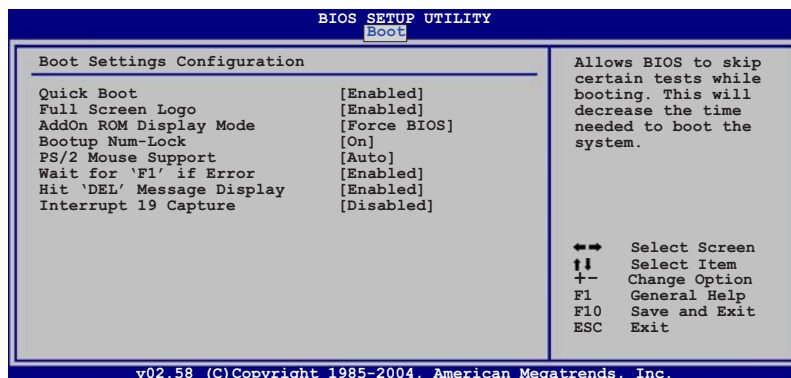 BIOS SETUP UTILITY
Boot
Boot Settings Configuration
Quick Boot [Enabled]
Full Screen Logo [Enabled]
AddOn ROM Display Mode [Force BIOS]
Bootup Num-Lock [On]
PS/2 Mouse Support [Auto]
Wait for ‘F1’ if Error [Enabled]
Hit ‘DEL’ Message Display [Enabled]
Interrupt 19 Capture [Disabled]
Allows BIOS to skip
certain tests while
booting. This will
decrease the time
needed to boot the
system.
←→ Select Screen
↑↓ Select Item
+- Change Option
F1 General Help
F10 Save and Exit
ESC Exit
v02.58 (C)Copyright 1985-2004, American Megatrends, Inc.